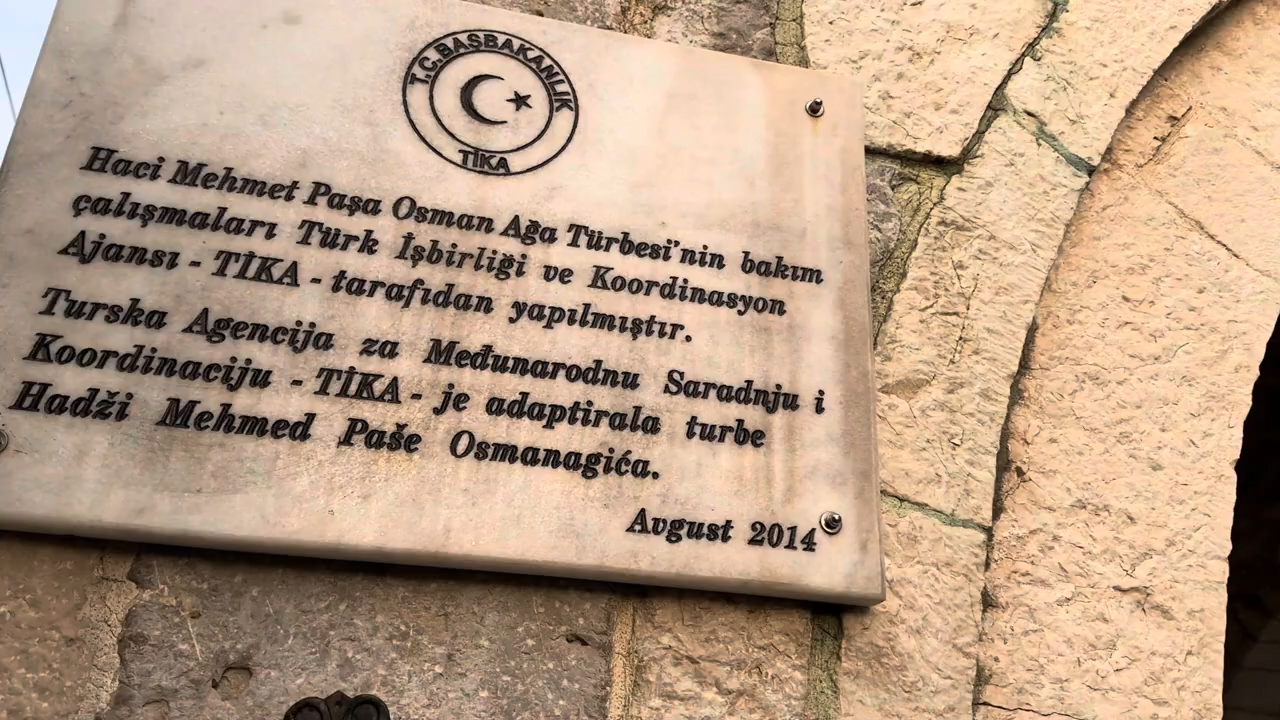 T.C. BAŞBAKANLIK
TİKA
Haci Mehmet Paşa Osman Ağa Türbesi'nin bakım
çalışmaları Türk İşbirliği ve Koordinasyon
Ajansı - TİKA - tarafıdan yapılmıştır.
Turska Agencija za Međunarodnu Saradnju i
Koordinaciju - TİKA - je adaptirala turbe
Hadži Mehmed Paše Osmanagića.
Avgust 2014